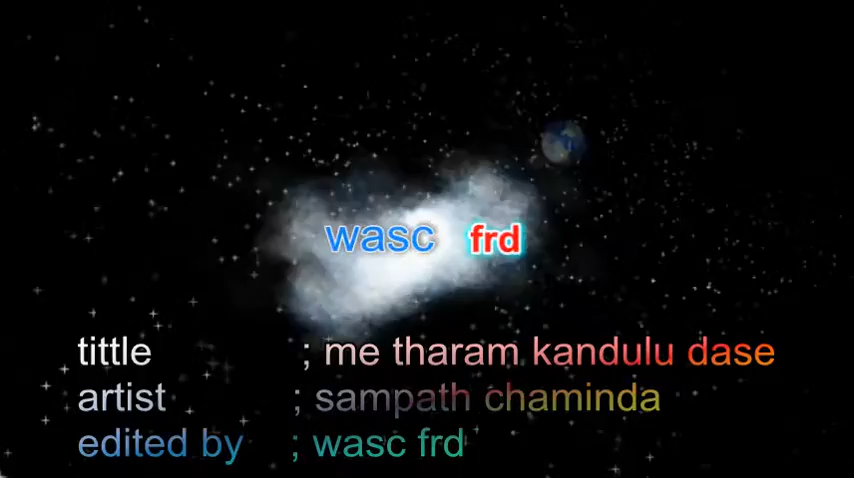 wasc frd
tittle ; me tharam kandulu dase
artist ; sampath chaminda
edited by ; wasc frd